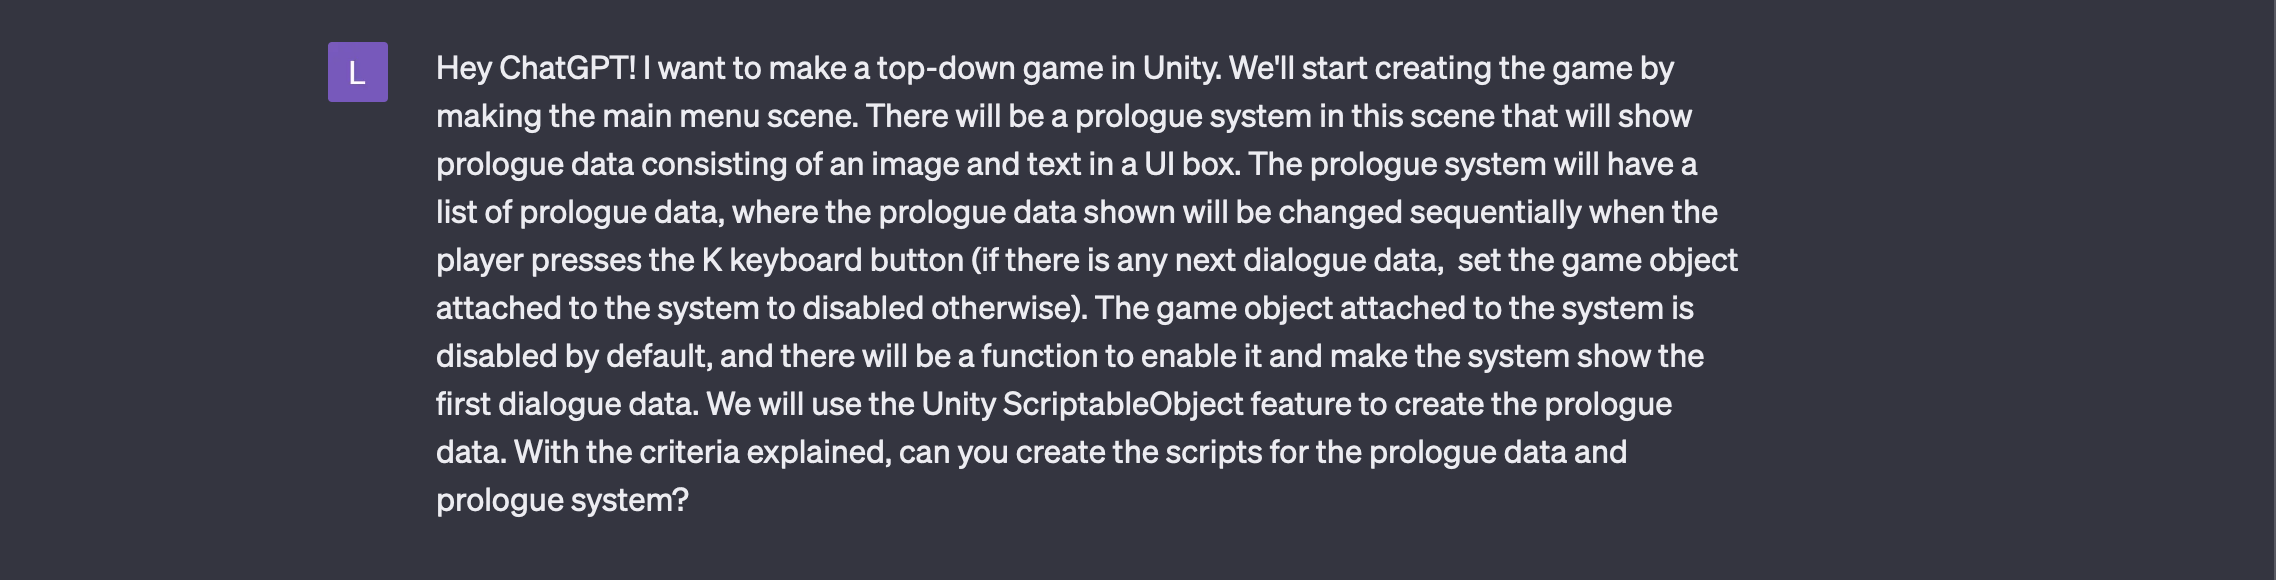 L
Hey ChatGPT! I want to make a top-down game in Unity. We'll start creating the game by
making the main menu scene. There will be a prologue system in this scene that will show
prologue data consisting of an image and text in a UI box. The prologue system will have a
list of prologue data, where the prologue data shown will be changed sequentially when the
player presses the K keyboard button (if there is any next dialogue data,  set the game object
attached to the system to disabled otherwise). The game object attached to the system is
disabled by default, and there will be a function to enable it and make the system show the
first dialogue data. We will use the Unity ScriptableObject feature to create the prologue
data. With the criteria explained, can you create the scripts for the prologue data and
prologue system?